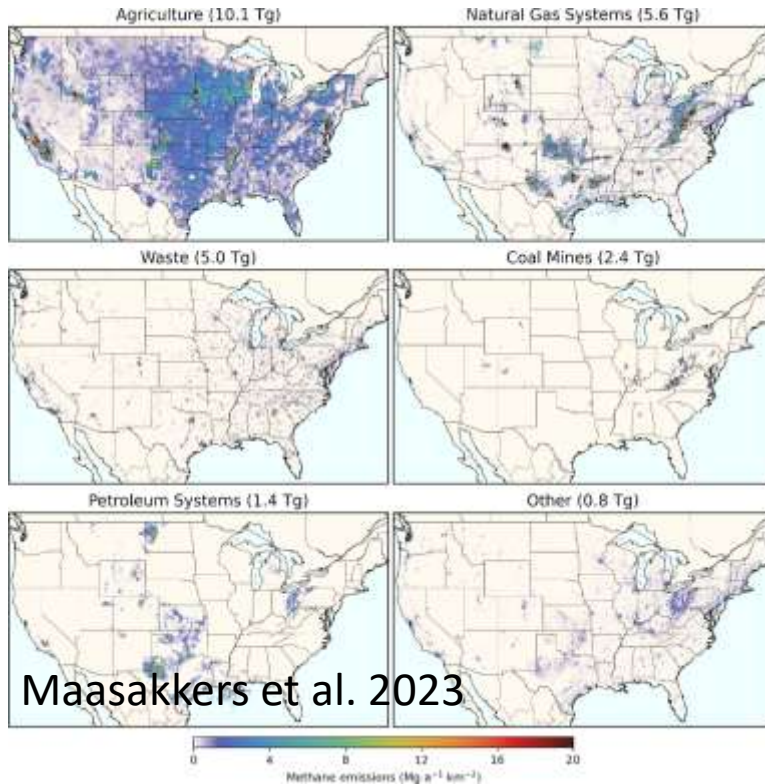 Agriculture (10.1 Tg)
Natural Gas Systems (5.6 Tg)
Waste (5.0 Tg)
Coal Mines (2.4 Tg)
Petroleum Systems (1.4 Tg)
Other (0.8 Tg)
Maasakkers et al. 2023
0 4 8 12 16 20
Methane emissions (Mg a⁻¹ km⁻²)